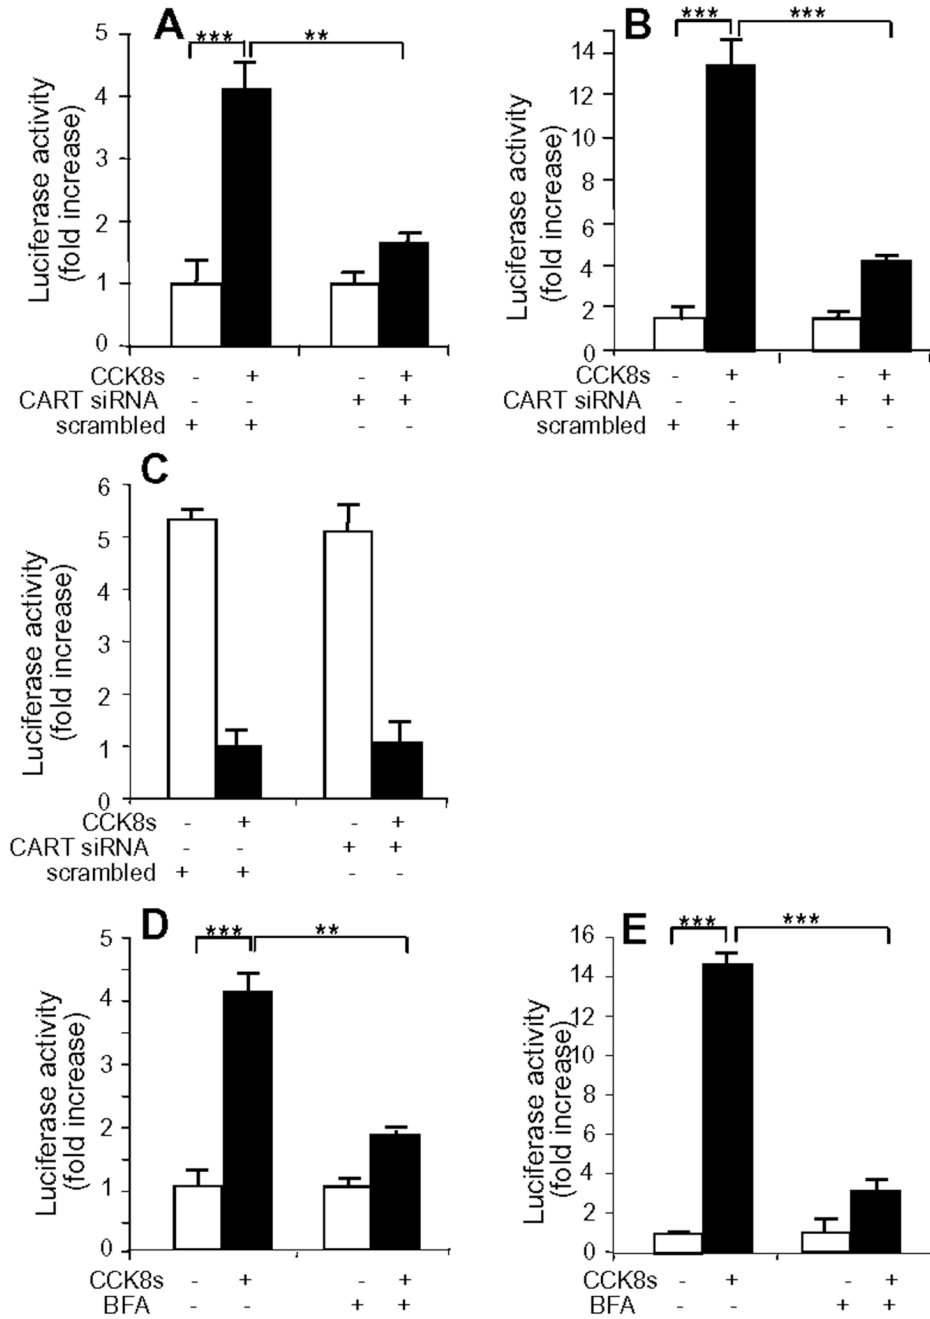 A
*** **
Luciferase activity
(fold increase)
5
4
3
2
1
0
CCK8s - + - +
CART siRNA - - + +
scrambled + + - -
B
*** ***
Luciferase activity
(fold increase)
14
12
10
8
6
4
2
0
CCK8s - + - +
CART siRNA - - + +
scrambled + + - -
C
Luciferase activity
(fold increase)
6
5
4
3
2
1
0
CCK8s - + - +
CART siRNA - - + +
scrambled + + - -
D
*** **
Luciferase activity
(fold increase)
5
4
3
2
1
0
CCK8s - + - +
BFA - - + +
E
*** ***
Luciferase activity
(fold increase)
16
14
12
10
8
6
4
2
0
CCK8s - + - +
BFA - - + +